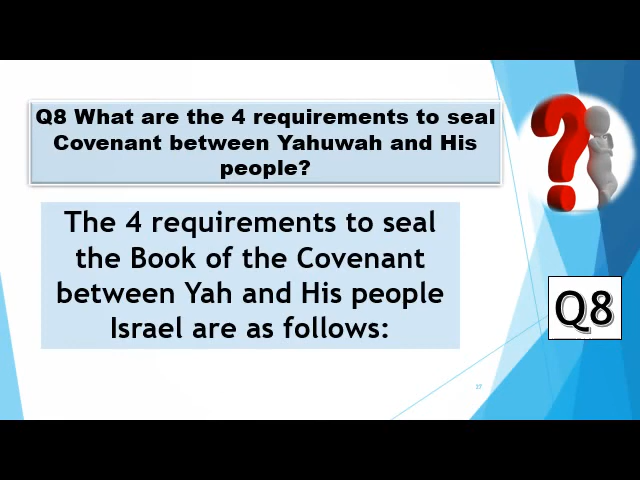 Q8 What are the 4 requirements to seal
Covenant between Yahuwah and His
people?
The 4 requirements to seal
the Book of the Covenant
between Yah and His people
Israel are as follows:
Q8